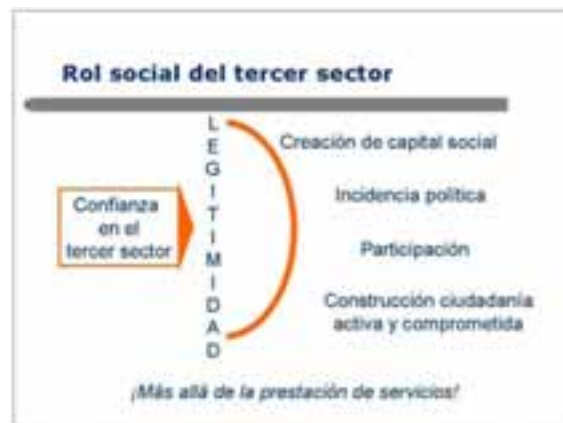 Rol social del tercer sector
Confianza
en el
tercer sector
L
E
G
I
T
I
M
I
D
A
D
Creación de capital social
Incidencia política
Participación
Construcción ciudadanía
activa y comprometida
¡Más allá de la prestación de servicios!